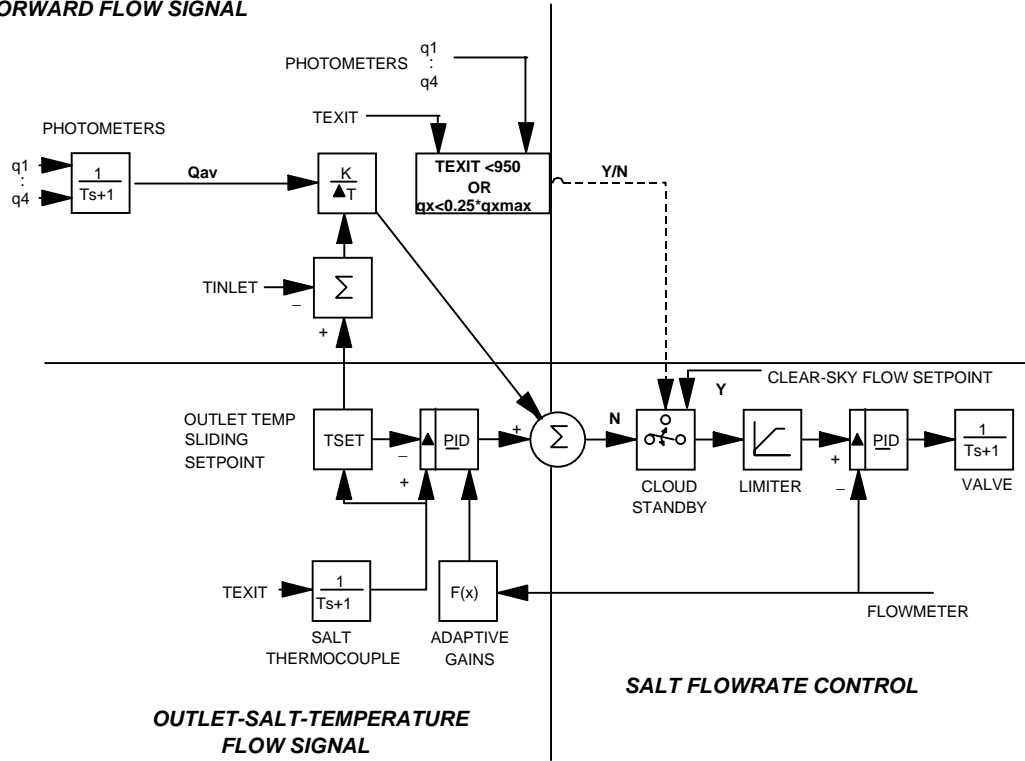 ORWARD FLOW SIGNAL
PHOTOMETERS
q1
:
q4
TEXIT
PHOTOMETERS
q1
:
q4
1
Ts+1
Qav
K
▲T
TEXIT <950
OR
qx<0.25*qxmax
Y/N
TINLET
–
Σ
+
CLEAR-SKY FLOW SETPOINT
Y
OUTLET TEMP
SLIDING
SETPOINT
TSET
–
+
▲
PID
+
Σ
N
CLOUD
STANDBY
LIMITER
+
–
▲
PID
1
Ts+1
VALVE
TEXIT
1
Ts+1
SALT
THERMOCOUPLE
F(x)
ADAPTIVE
GAINS
FLOWMETER
SALT FLOWRATE CONTROL
OUTLET-SALT-TEMPERATURE
FLOW SIGNAL